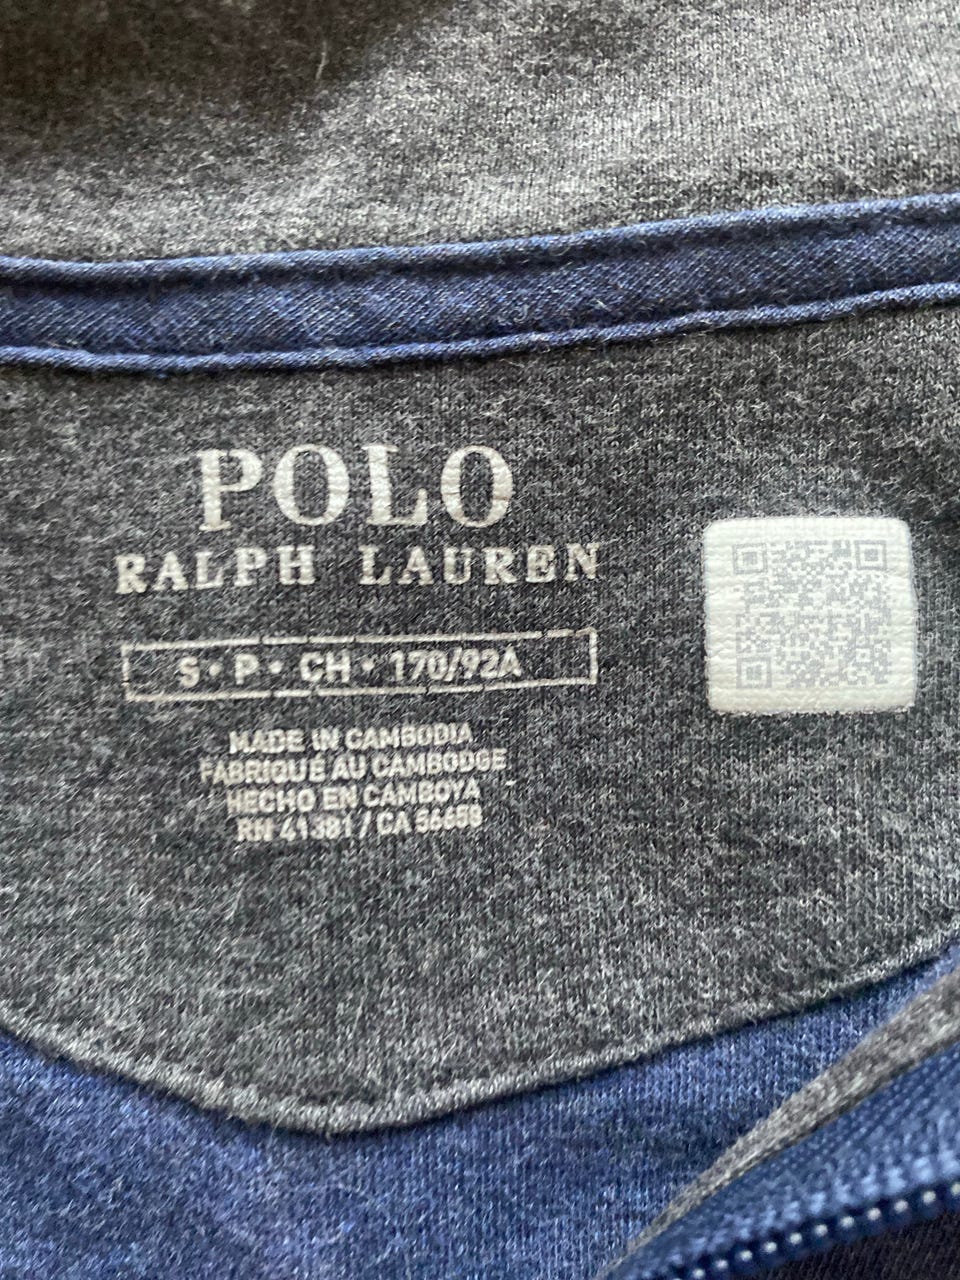 POLO
RALPH LAUREN
S • P • CH • 170/92A
MADE IN CAMBODIA
FABRIQUÉ AU CAMBODGE
HECHO EN CAMBOYA
RN 41381 / CA 56658